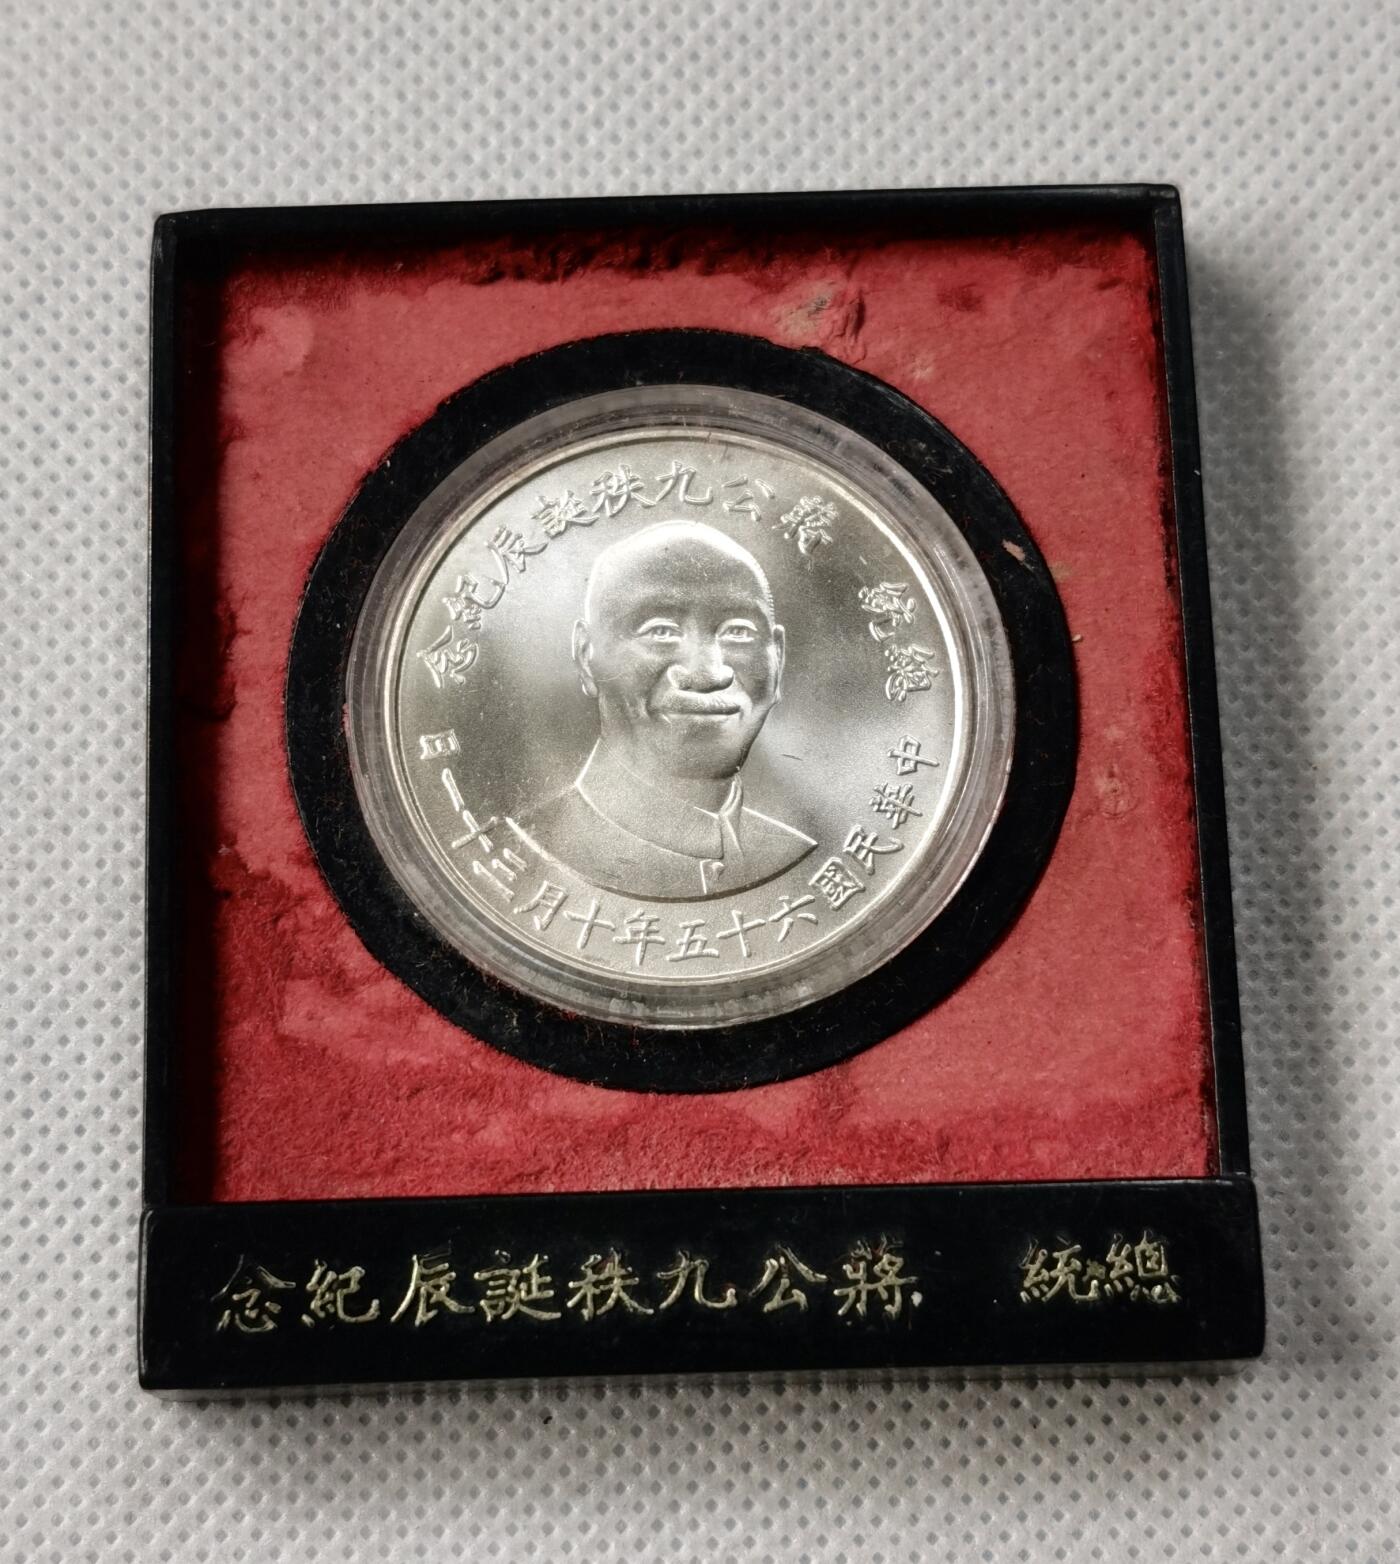 總統 蔣公九秩誕辰紀念
中華民國六十五年十月三十一日
總統 蔣公九秩誕辰紀念